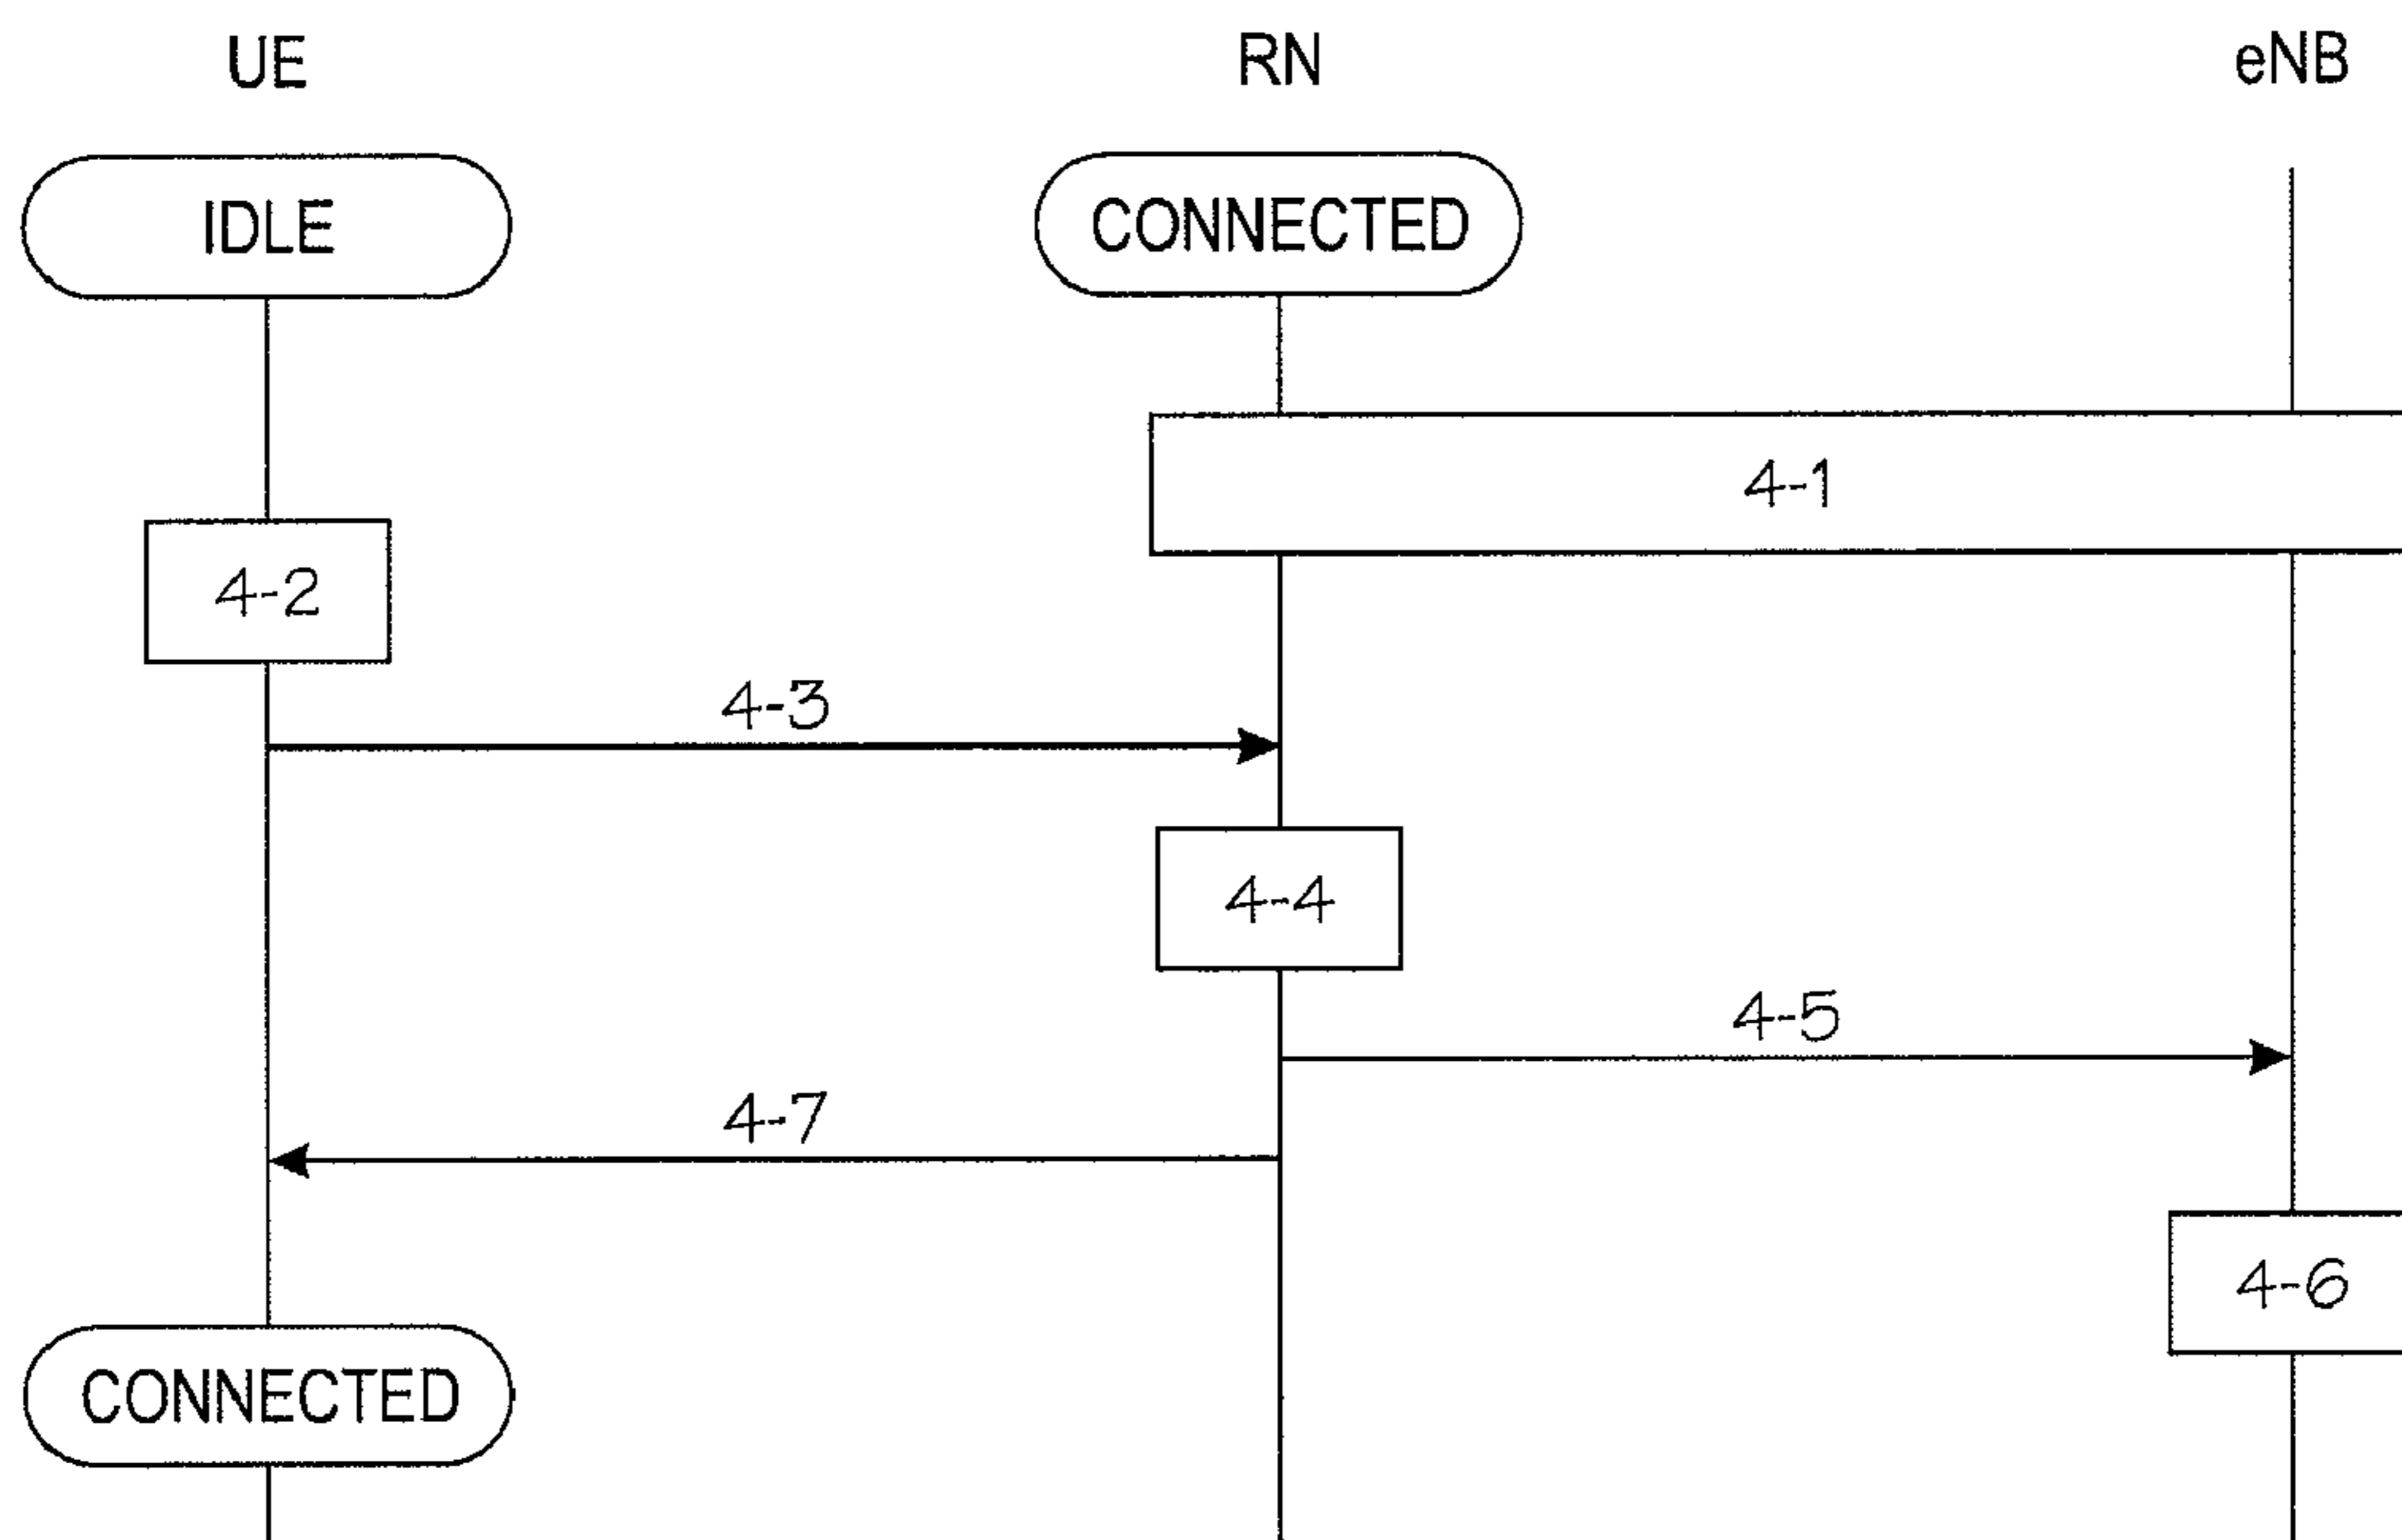 UE RN eNB
IDLE CONNECTED
4-1
4-2
4-3
4-4
4-5
4-7
4-6
CONNECTED